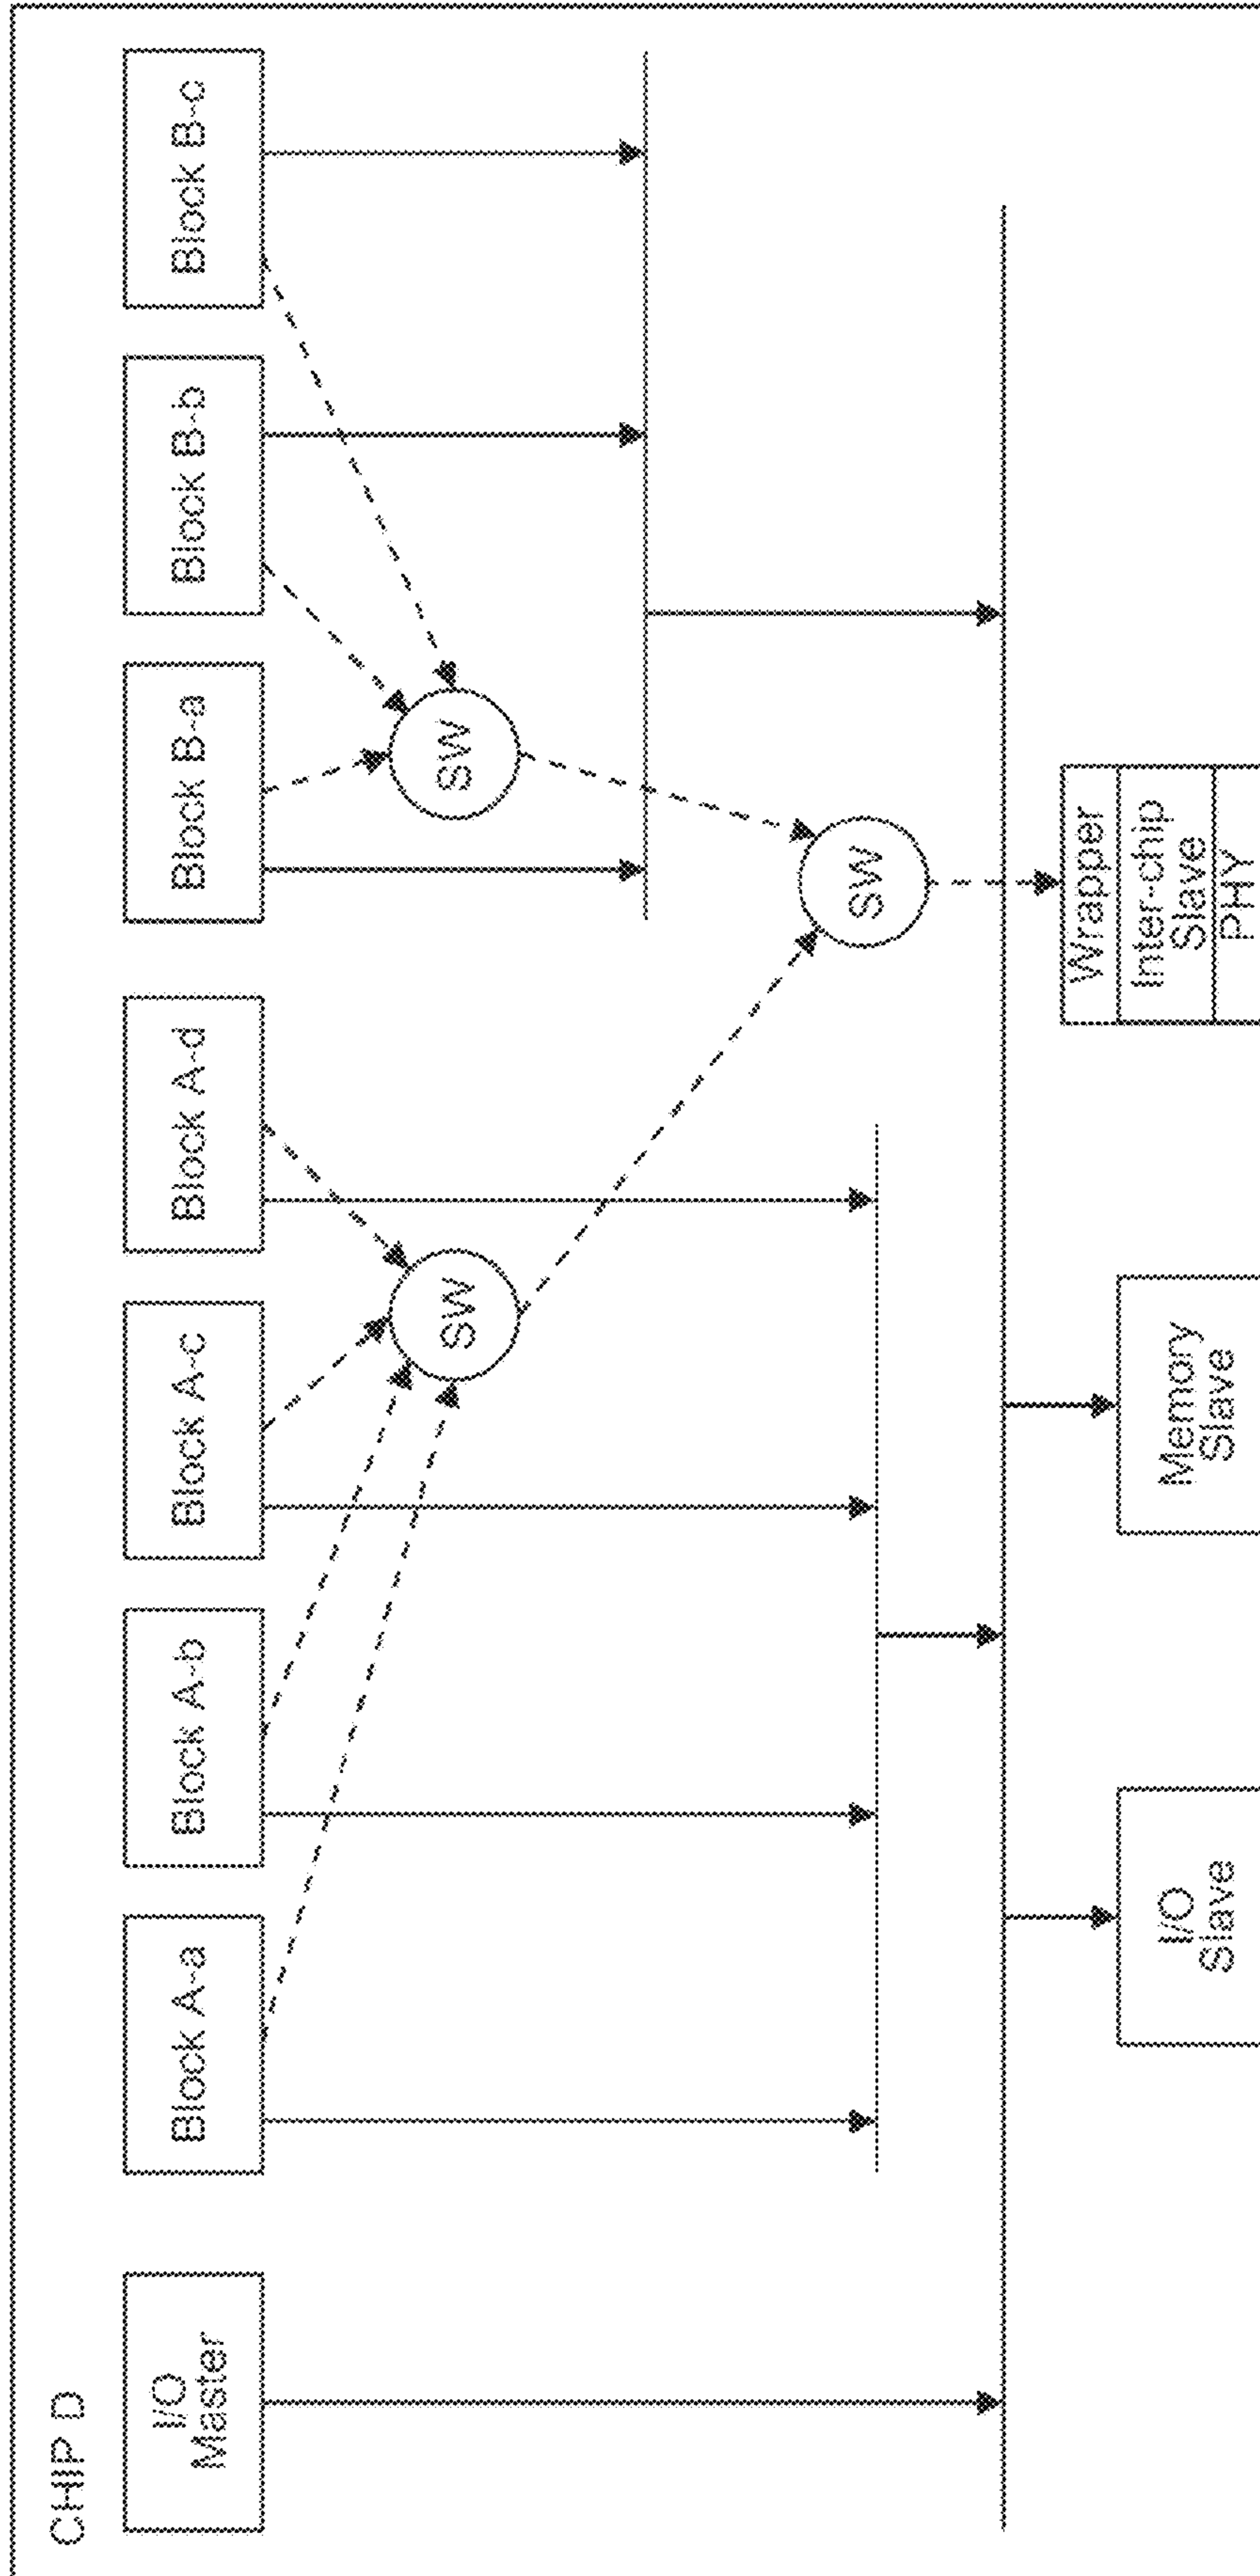 CHIP D
I/O
Master
Block A-a
Block A-b
Block A-c
Block A-d
Block B-a
Block B-b
Block B-c
SW
SW
SW
I/O
Slave
Memory
Slave
Wrapper
Inter-chip
Slave
PHY